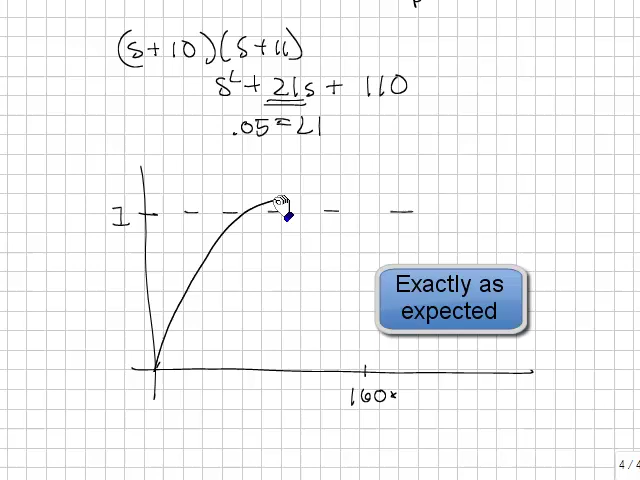 (s+10)(s+11)
s² + 21s + 110
.05 = 21
1
Exactly as
expected
160
4 / 4